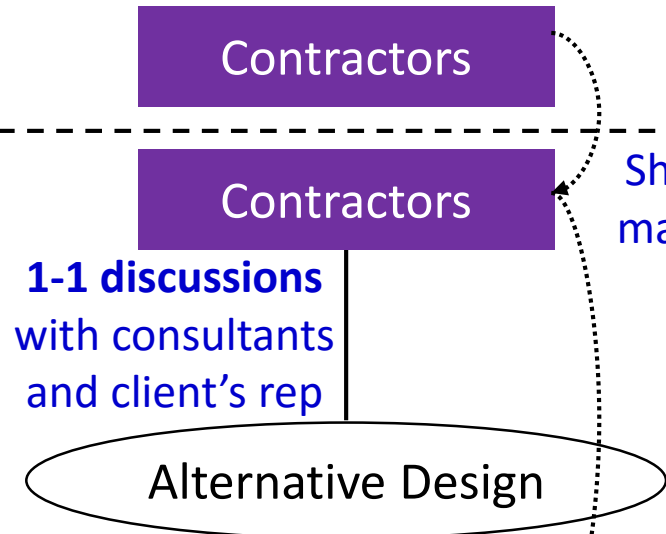 Contractors
Contractors
1-1 discussions
with consultants
and client's rep
Alternative Design